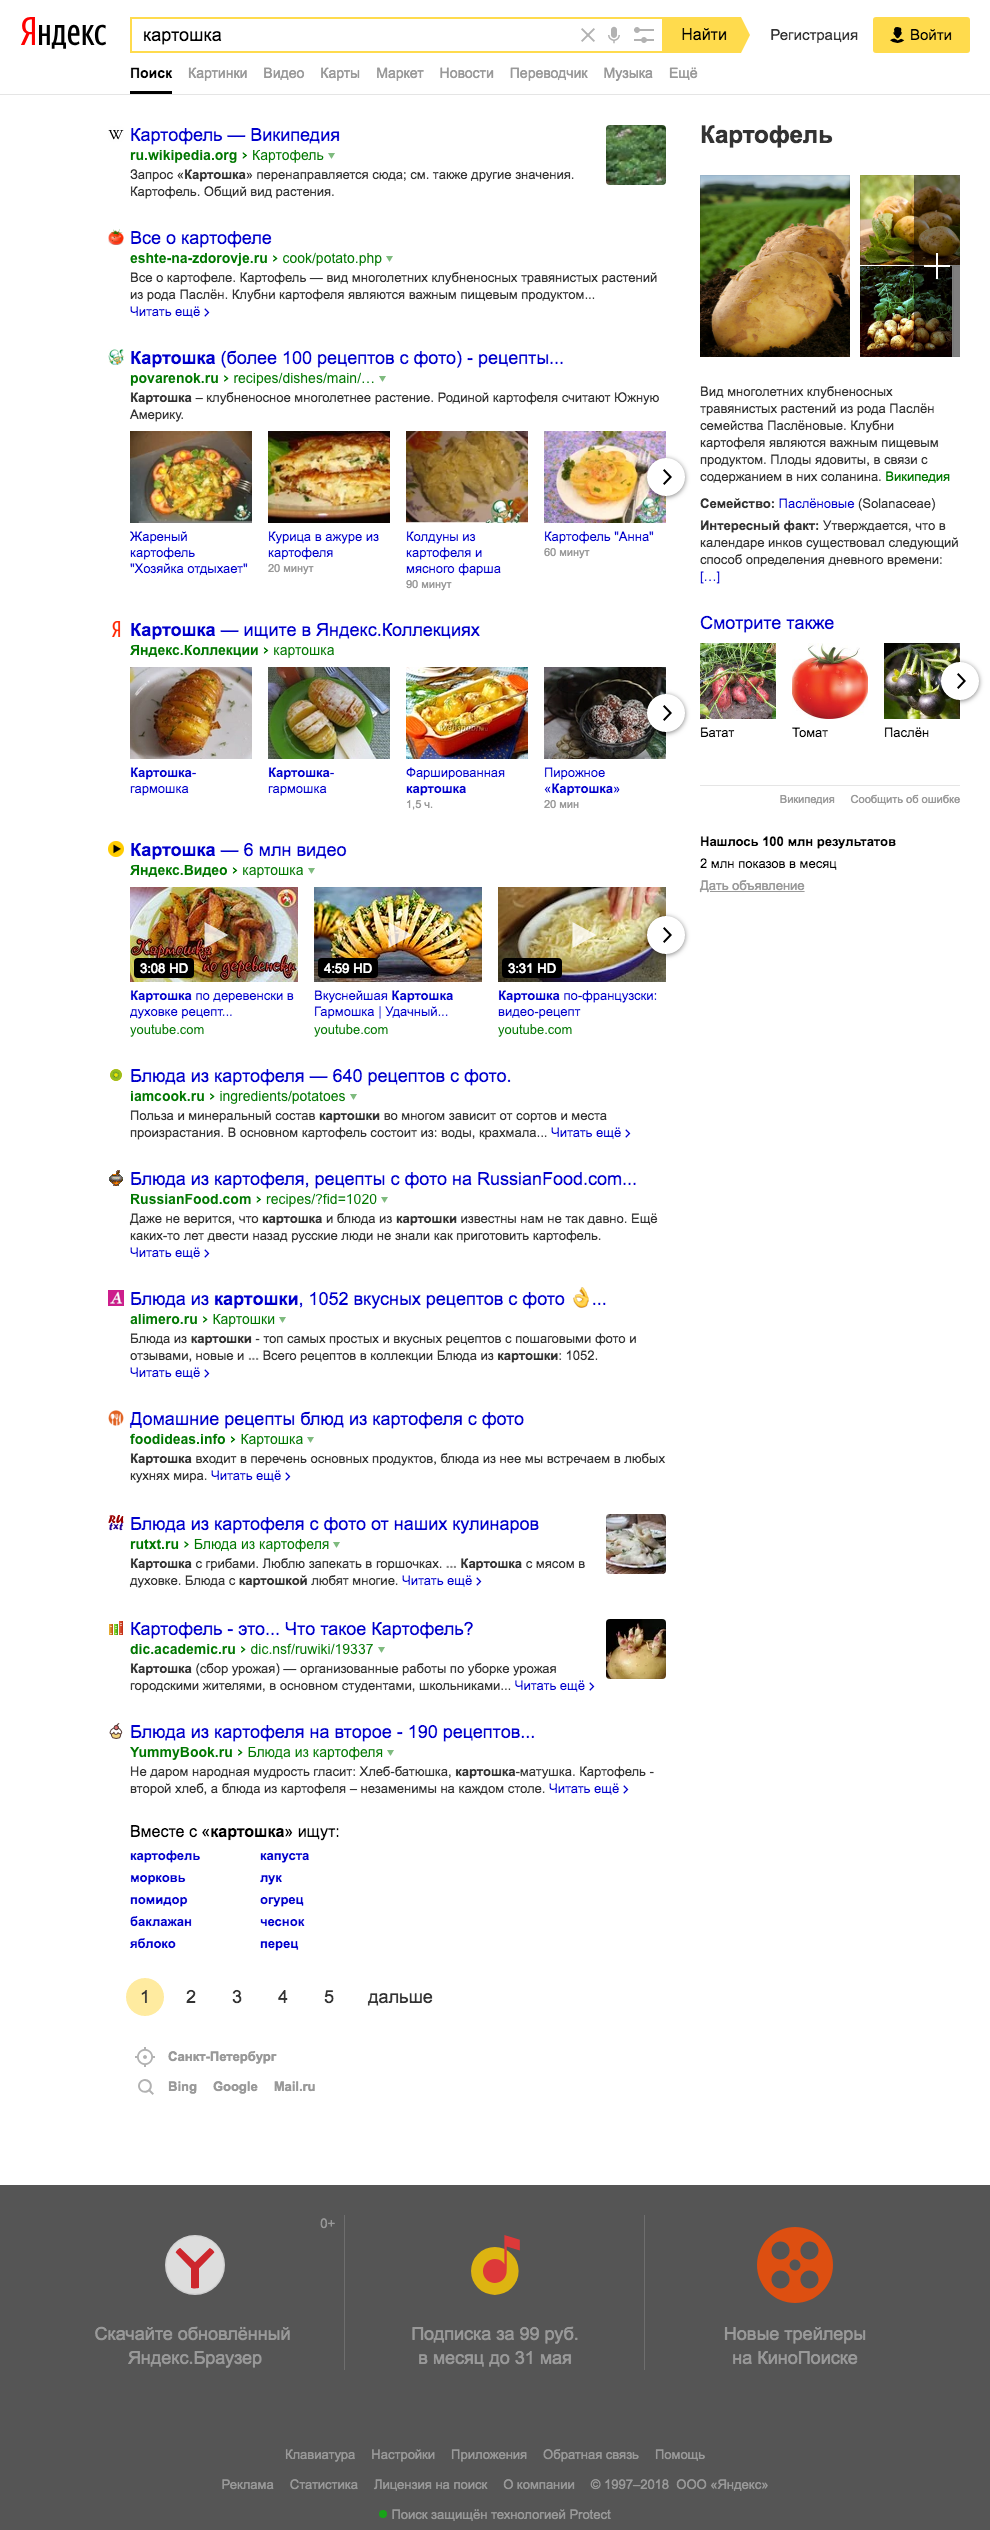 Яндекс
картошка
Найти
Регистрация
Войти
Поиск Картинки Видео Карты Маркет Новости Переводчик Музыка Ещё
W Картофель — Википедия
ru.wikipedia.org › Картофель
Запрос «Картошка» перенаправляется сюда; см. также другие значения.
Картофель. Общий вид растения.
Все о картофеле
eshte-na-zdorovje.ru › cook/potato.php
Все о картофеле. Картофель — вид многолетних клубненосных травянистых растений
из рода Паслён. Клубни картофеля являются важным пищевым продуктом...
Читать ещё ›
Картошка (более 100 рецептов с фото) - рецепты...
povarenok.ru › recipes/dishes/main/…
Картошка – клубненосное многолетнее растение. Родиной картофеля считают Южную
Америку.
Жареный
картофель
"Хозяйка отдыхает"
Курица в ажуре из
картофеля
20 минут
Колдуны из
картофеля и
мясного фарша
90 минут
Картофель "Анна"
60 минут
Я Картошка — ищите в Яндекс.Коллекциях
Яндекс.Коллекции › картошка
Картошка-
гармошка
Картошка-
гармошка
Фаршированная
картошка
1,5 ч.
Пирожное
«Картошка»
20 мин
Картошка — 6 млн видео
Яндекс.Видео › картошка
Картошка
по деревенски
3:08 HD
4:59 HD
3:31 HD
Картошка по деревенски в
духовке рецепт...
youtube.com
Вкуснейшая Картошка
Гармошка | Удачный...
youtube.com
Картошка по-французски:
видео-рецепт
youtube.com
Блюда из картофеля — 640 рецептов с фото.
iamcook.ru › ingredients/potatoes
Польза и минеральный состав картошки во многом зависит от сортов и места
произрастания. В основном картофель состоит из: воды, крахмала... Читать ещё ›
Блюда из картофеля, рецепты с фото на RussianFood.com...
RussianFood.com › recipes/?fid=1020
Даже не верится, что картошка и блюда из картошки известны нам не так давно. Ещё
каких-то лет двести назад русские люди не знали как приготовить картофель.
Читать ещё ›
A Блюда из картошки, 1052 вкусных рецептов с фото 👌...
alimero.ru › Картошки
Блюда из картошки - топ самых простых и вкусных рецептов с пошаговыми фото и
отзывами, новые и ... Всего рецептов в коллекции Блюда из картошки: 1052.
Читать ещё ›
Домашние рецепты блюд из картофеля с фото
foodideas.info › Картошка
Картошка входит в перечень основных продуктов, блюда из нее мы встречаем в любых
кухнях мира. Читать ещё ›
RU
txt
Блюда из картофеля с фото от наших кулинаров
rutxt.ru › Блюда из картофеля
Картошка с грибами. Люблю запекать в горшочках. ... Картошка с мясом в
духовке. Блюда с картошкой любят многие. Читать ещё ›
Картофель - это... Что такое Картофель?
dic.academic.ru › dic.nsf/ruwiki/19337
Картошка (сбор урожая) — организованные работы по уборке урожая
городскими жителями, в основном студентами, школьниками... Читать ещё ›
Блюда из картофеля на второе - 190 рецептов...
YummyBook.ru › Блюда из картофеля
Не даром народная мудрость гласит: Хлеб-батюшка, картошка-матушка. Картофель -
второй хлеб, а блюда из картофеля – незаменимы на каждом столе. Читать ещё ›
Вместе с «картошка» ищут:
картофель капуста
морковь лук
помидор огурец
баклажан чеснок
яблоко перец
1 2 3 4 5 дальше
Санкт-Петербург
Bing Google Mail.ru
Картофель
Вид многолетних клубненосных
травянистых растений из рода Паслён
семейства Паслёновые. Клубни
картофеля являются важным пищевым
продуктом. Плоды ядовиты, в связи с
содержанием в них соланина. Википедия
Семейство: Паслёновые (Solanaceae)
Интересный факт: Утверждается, что в
календаре инков существовал следующий
способ определения дневного времени:
[...]
Смотрите также
Батат Томат Паслён
Википедия Сообщить об ошибке
Нашлось 100 млн результатов
2 млн показов в месяц
Дать объявление
0+
Скачайте обновлённый
Яндекс.Браузер
Подписка за 99 руб.
в месяц до 31 мая
Новые трейлеры
на КиноПоиске
Клавиатура Настройки Приложения Обратная связь Помощь
Реклама Статистика Лицензия на поиск О компании © 1997–2018 ООО «Яндекс»
Поиск защищён технологией Protect